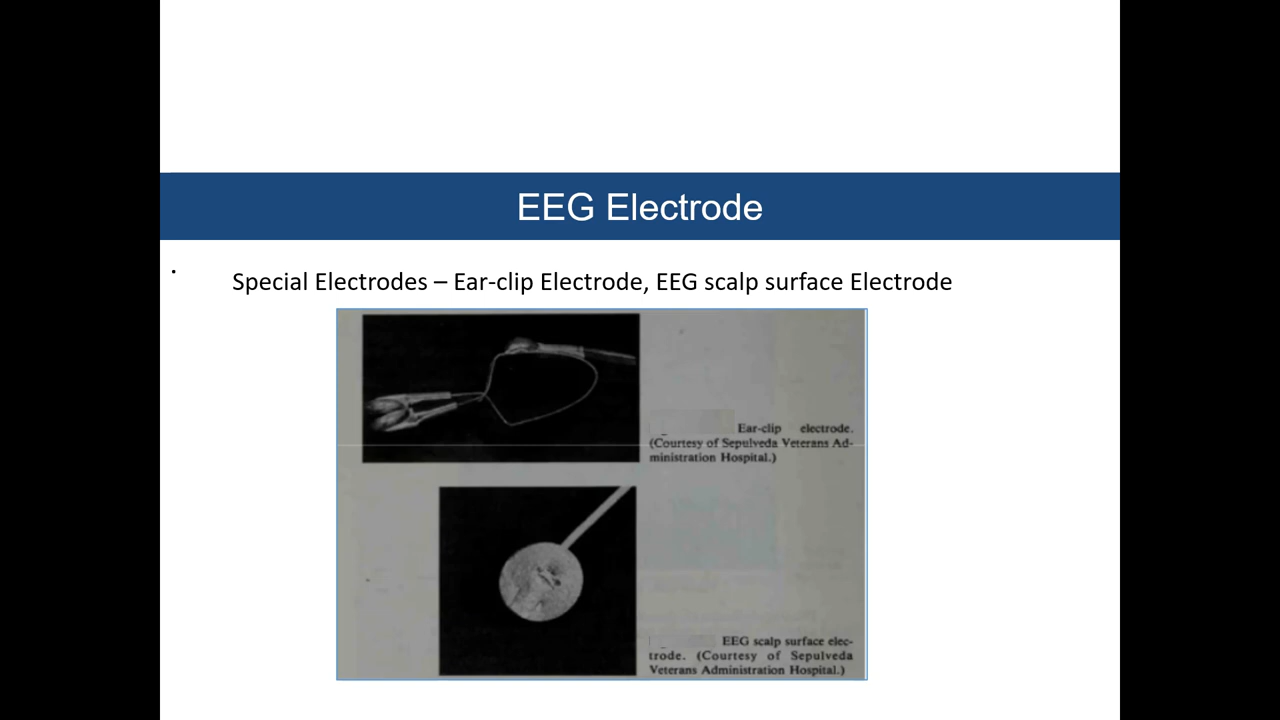 EEG Electrode
• Special Electrodes – Ear-clip Electrode, EEG scalp surface Electrode
Ear-clip electrode.
(Courtesy of Sepulveda Veterans Ad-
ministration Hospital.)
EEG scalp surface elec-
trode. (Courtesy of Sepulveda
Veterans Administration Hospital.)